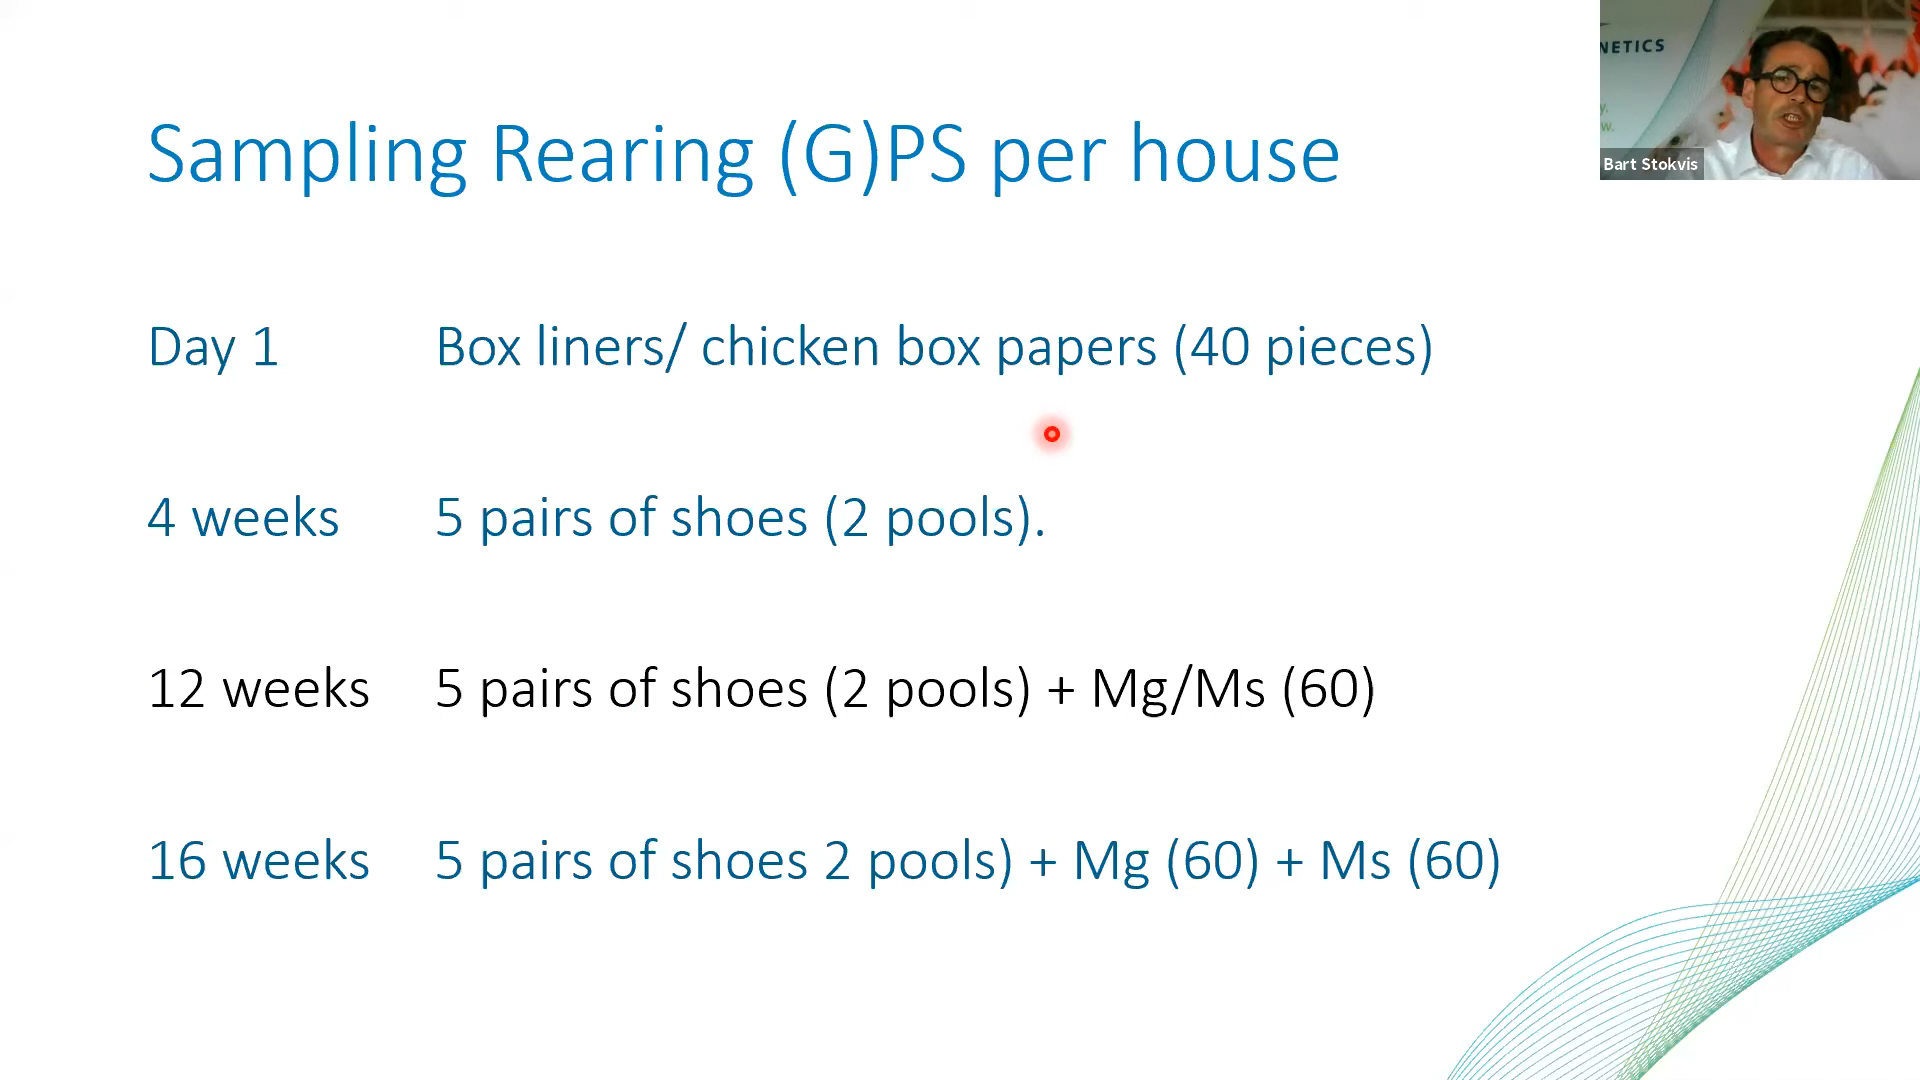 NETICS
y.
w.
Bart Stokvis
Sampling Rearing (G)PS per house
Day 1 Box liners/ chicken box papers (40 pieces)
4 weeks 5 pairs of shoes (2 pools).
12 weeks 5 pairs of shoes (2 pools) + Mg/Ms (60)
16 weeks 5 pairs of shoes 2 pools) + Mg (60) + Ms (60)